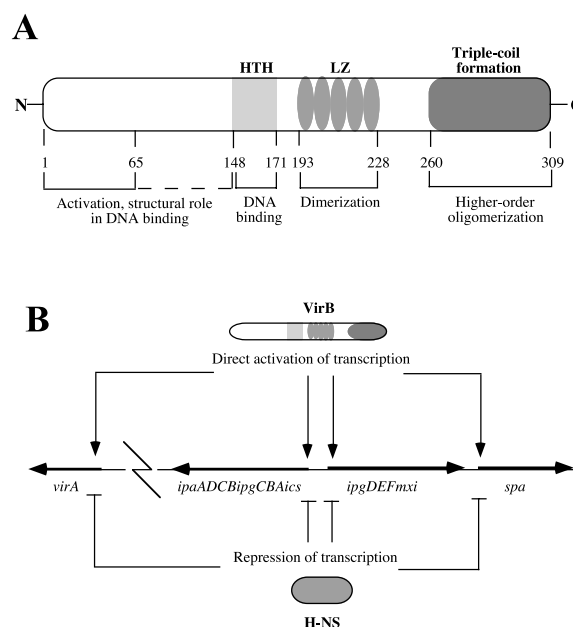 A
HTH
LZ
Triple-coil
formation
N
1
65
148
171
193
228
260
309
Activation, structural role
in DNA binding
DNA
binding
Dimerization
Higher-order
oligomerization
B
VirB
Direct activation of transcription
virA
ipaADCBipgCBAics
ipgDEFmxi
spa
Repression of transcription
H-NS